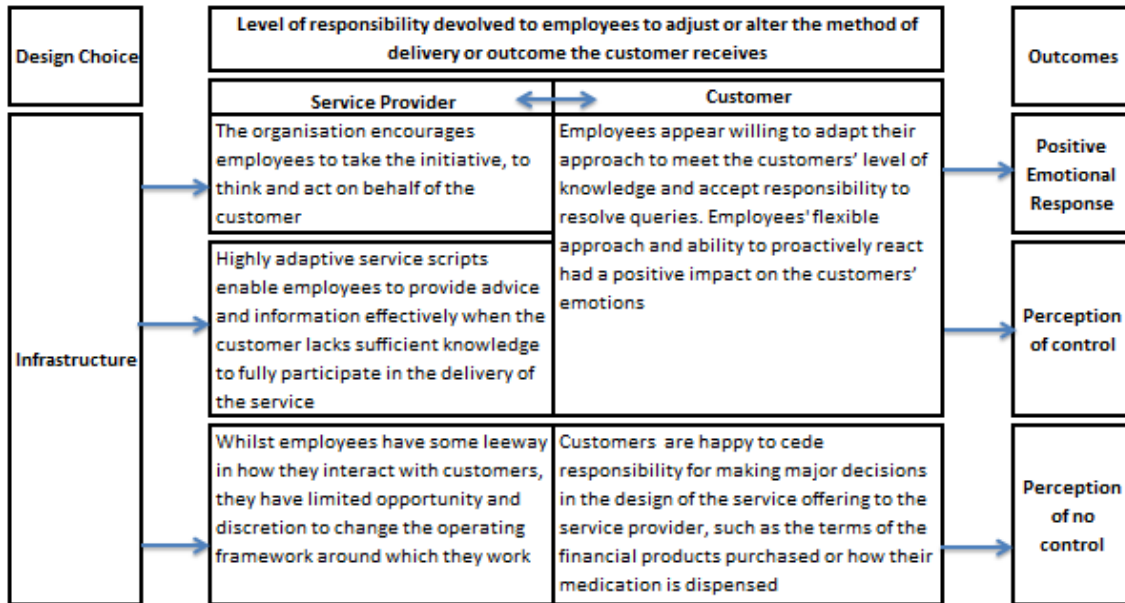 Design Choice
Level of responsibility devolved to employees to adjust or alter the method of
delivery or outcome the customer receives
Outcomes
Service Provider
Customer
Infrastructure
The organisation encourages
employees to take the initiative, to
think and act on behalf of the
customer
Highly adaptive service scripts
enable employees to provide advice
and information effectively when the
customer lacks sufficient knowledge
to fully participate in the delivery of
the service
Employees appear willing to adapt their
approach to meet the customers’ level of
knowledge and accept responsibility to
resolve queries. Employees' flexible
approach and ability to proactively react
had a positive impact on the customers’
emotions
Positive
Emotional
Response
Perception
of control
Whilst employees have some leeway
in how they interact with customers,
they have limited opportunity and
discretion to change the operating
framework around which they work
Customers are happy to cede
responsibility for making major decisions
in the design of the service offering to
the service provider, such as the terms of the
financial products purchased or how their
medication is dispensed
Perception
of no
control